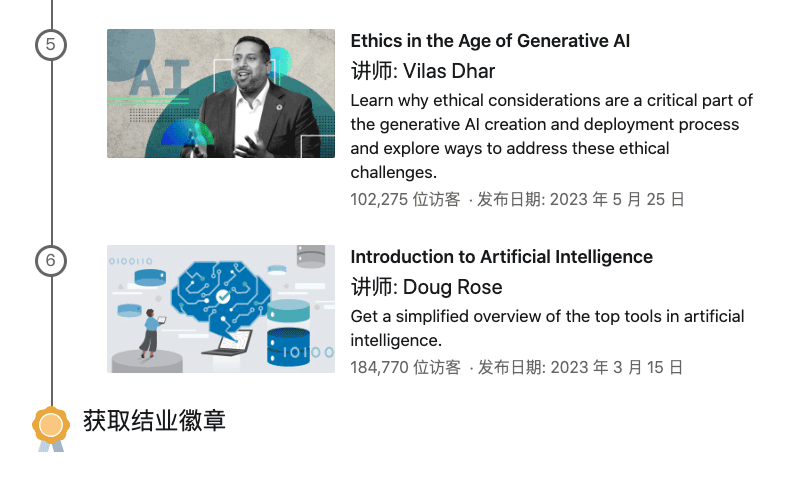 5
AI
Ethics in the Age of Generative AI
讲师: Vilas Dhar
Learn why ethical considerations are a critical part of
the generative AI creation and deployment process
and explore ways to address these ethical
challenges.
102,275 位访客 · 发布日期: 2023 年 5 月 25 日
6
0100110
10100
Introduction to Artificial Intelligence
讲师: Doug Rose
Get a simplified overview of the top tools in artificial
intelligence.
184,770 位访客 · 发布日期: 2023 年 3 月 15 日
获取结业徽章